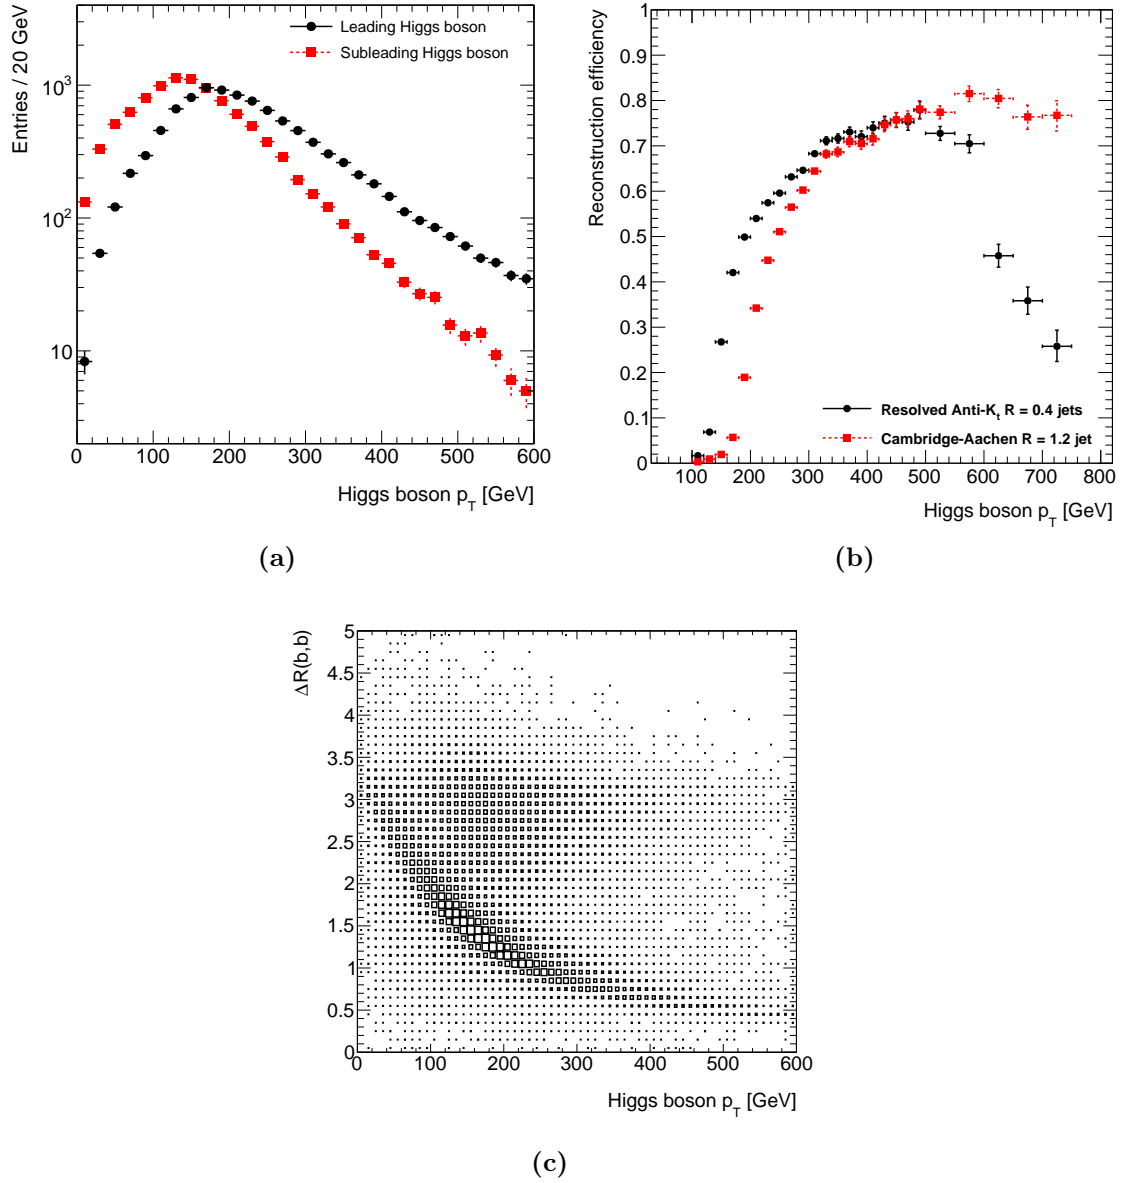 Entries / 20 GeV
10³
10²
10
Leading Higgs boson
Subleading Higgs boson
0 100 200 300 400 500 600
Higgs boson p_T [GeV]
(a)
Reconstruction efficiency
1
0.9
0.8
0.7
0.6
0.5
0.4
0.3
0.2
0.1
0
Resolved Anti-K_t R = 0.4 jets
Cambridge-Aachen R = 1.2 jet
100 200 300 400 500 600 700 800
Higgs boson p_T [GeV]
(b)
ΔR(b,b)
5
4.5
4
3.5
3
2.5
2
1.5
1
0.5
0
0 100 200 300 400 500 600
Higgs boson p_T [GeV]
(c)